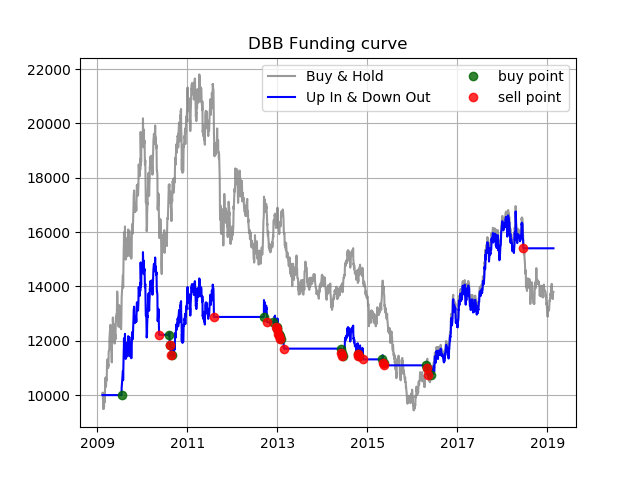 DBB Funding curve
Buy & Hold
Up In & Down Out
buy point
sell point
22000
20000
18000
16000
14000
12000
10000
2009
2011
2013
2015
2017
2019